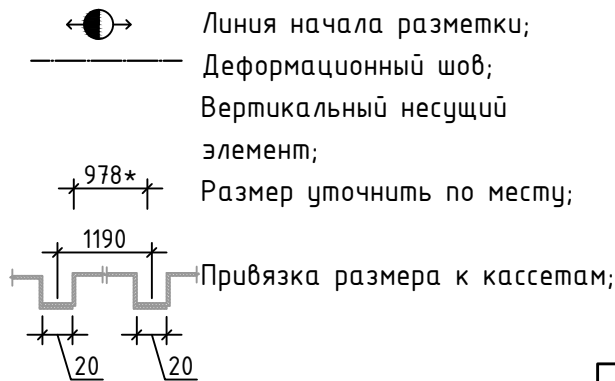 Линия начала разметки;
Деформационный шов;
Вертикальный несущий
элемент;
978*
Размер уточнить по месту;
1190
Привязка размера к кассетам;
20 20